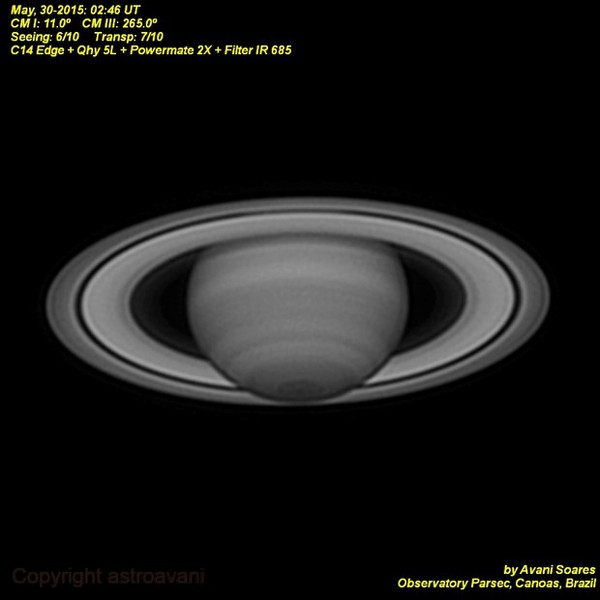 May, 30-2015: 02:46 UT
CM I: 11.0º CM III: 265.0º
Seeing: 6/10 Transp: 7/10
C14 Edge + Qhy 5L + Powermate 2X + Filter IR 685
Copyright astroavani
by Avani Soares
Observatory Parsec, Canoas, Brazil